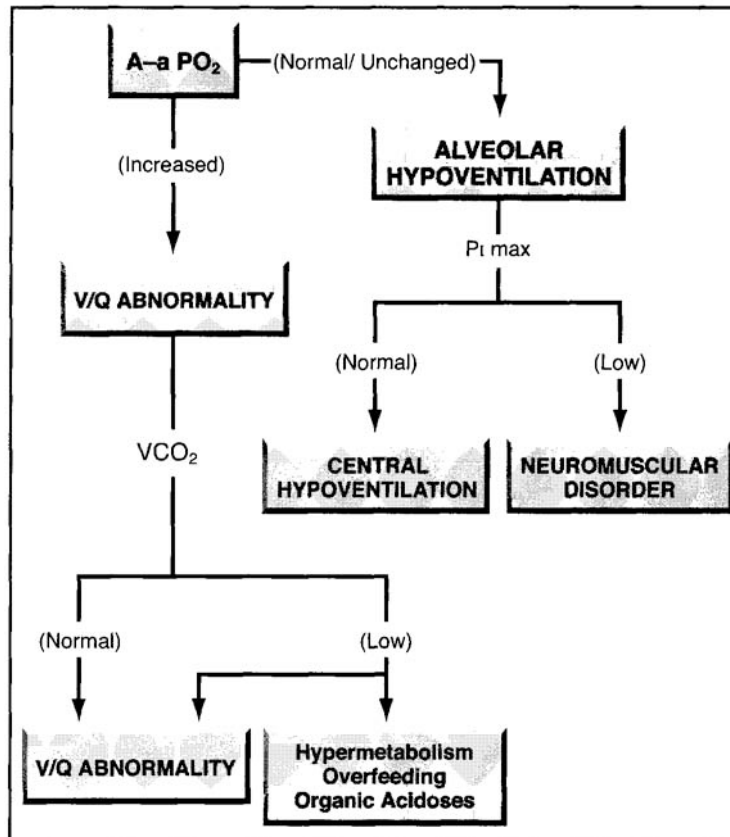 A–a PO₂
(Normal/ Unchanged)
(Increased)
ALVEOLAR
HYPOVENTILATION
PI max
V/Q ABNORMALITY
(Normal)
(Low)
VCO₂
CENTRAL
HYPOVENTILATION
NEUROMUSCULAR
DISORDER
(Normal)
(Low)
V/Q ABNORMALITY
Hypermetabolism
Overfeeding
Organic Acidoses